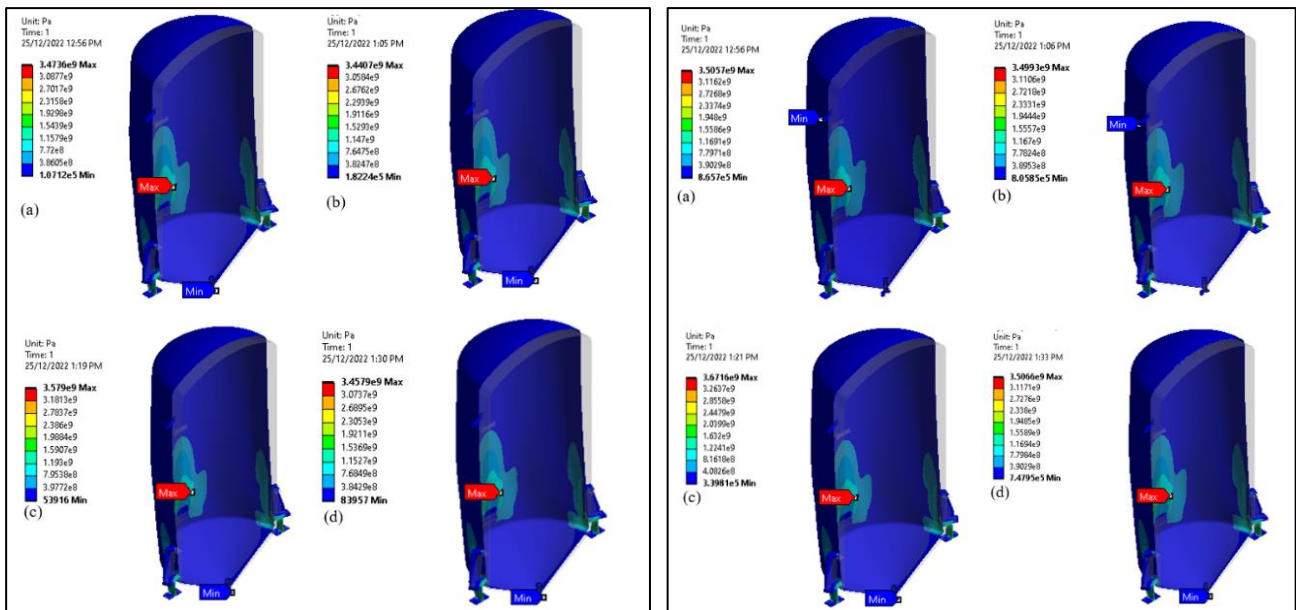 Unit: Pa
Time: 1
25/12/2022 12:56 PM
3.4736e9 Max
3.0877e9
2.7017e9
2.3158e9
1.9298e9
1.5439e9
1.1579e9
7.72e8
3.8605e8
1.0712e5 Min
Max
Min
(a)
Unit: Pa
Time: 1
25/12/2022 1:05 PM
3.4407e9 Max
3.0584e9
2.6762e9
2.2939e9
1.9116e9
1.5293e9
1.147e9
7.6475e8
3.8247e8
1.8224e5 Min
Max
Min
(b)
Unit: Pa
Time: 1
25/12/2022 1:19 PM
3.579e9 Max
3.1813e9
2.7837e9
2.386e9
1.9884e9
1.5907e9
1.193e9
7.9538e8
3.9772e8
53916 Min
Max
Min
(c)
Unit: Pa
Time: 1
25/12/2022 1:30 PM
3.4579e9 Max
3.0737e9
2.6895e9
2.3053e9
1.9211e9
1.5369e9
1.1527e9
7.6849e8
3.8429e8
83957 Min
Max
Min
(d)
Unit: Pa
Time: 1
25/12/2022 12:56 PM
3.5057e9 Max
3.1162e9
2.7268e9
2.3374e9
1.948e9
1.5586e9
1.1691e9
7.7971e8
3.9029e8
8.657e5 Min
Min
Max
(a)
Unit: Pa
Time: 1
25/12/2022 1:06 PM
3.4993e9 Max
3.1106e9
2.7218e9
2.3331e9
1.9444e9
1.5557e9
1.167e9
7.7824e8
3.8953e8
8.0585e5 Min
Min
Max
(b)
Unit: Pa
Time: 1
25/12/2022 1:21 PM
3.6716e9 Max
3.2637e9
2.8558e9
2.4479e9
2.0399e9
1.632e9
1.2241e9
8.1618e8
4.0826e8
3.3981e5 Min
Max
Min
(c)
Unit: Pa
Time: 1
25/12/2022 1:33 PM
3.5066e9 Max
3.1171e9
2.7276e9
2.338e9
1.9485e9
1.5589e9
1.1694e9
7.7984e8
3.9029e8
7.4795e5 Min
Max
Min
(d)